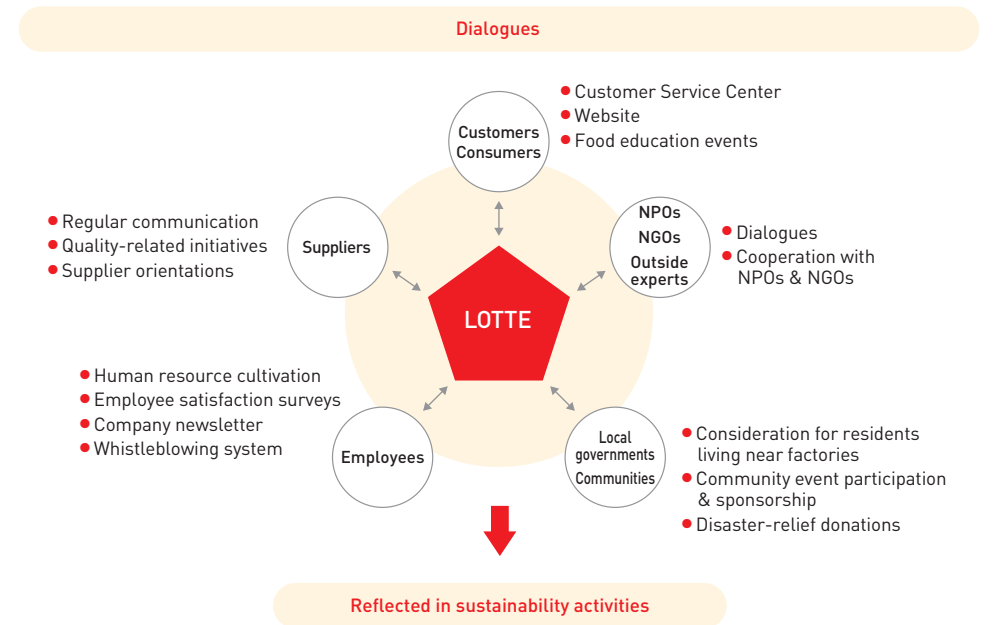 Dialogues
Customers
Consumers
● Customer Service Center
● Website
● Food education events
NPOs
NGOs
Outside
experts
● Dialogues
● Cooperation with
NPOs & NGOs
● Regular communication
● Quality-related initiatives
● Supplier orientations
Suppliers
LOTTE
● Human resource cultivation
● Employee satisfaction surveys
● Company newsletter
● Whistleblowing system
Employees
Local
governments
Communities
● Consideration for residents
living near factories
● Community event participation
& sponsorship
● Disaster-relief donations
Reflected in sustainability activities